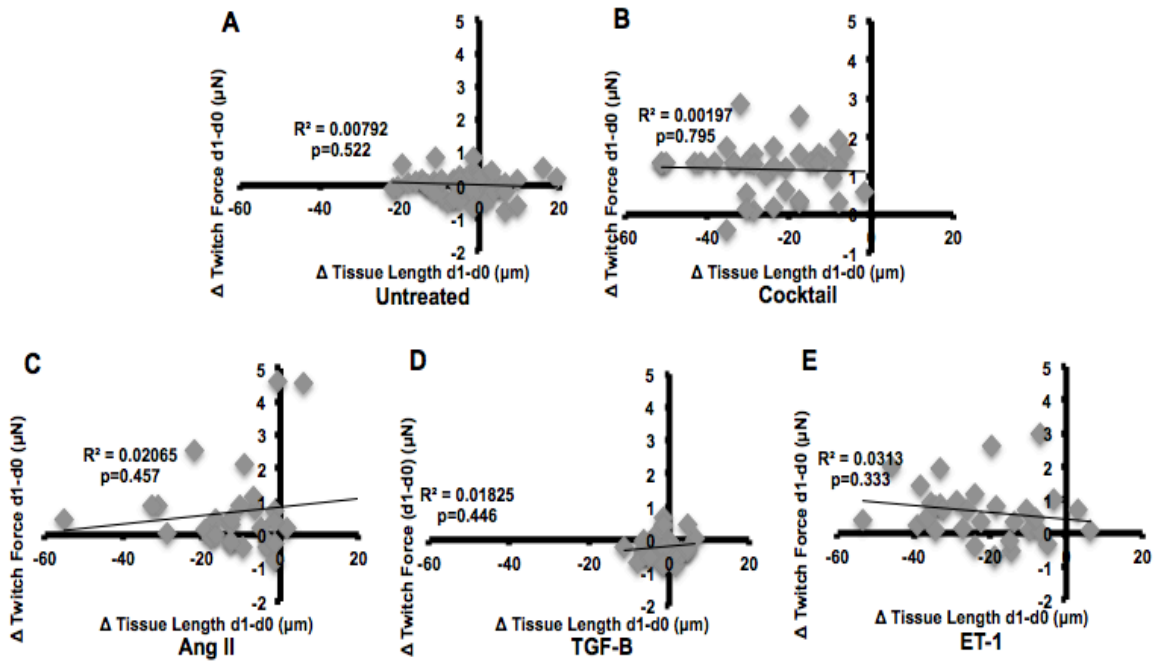 A
Δ Twitch Force d1-d0 (µN)
5
4
3
2
1
0
-1
-2
R² = 0.00792
p=0.522
-60
-40
-20
0
20
Δ Tissue Length d1-d0 (µm)
Untreated
B
Δ Twitch Force d1-d0 (µN)
5
4
3
2
1
0
-1
R² = 0.00197
p=0.795
-60
-40
-20
0
20
Δ Tissue Length d1-d0 (µm)
Cocktail
C
Δ Twitch Force d1-d0 (µN)
5
4
3
2
1
0
-1
-2
R² = 0.02065
p=0.457
-60
-40
-20
0
20
Δ Tissue Length d1-d0 (µm)
Ang II
D
Δ Twitch Force (d1-d0) (µN)
5
4
3
2
1
0
-1
-2
R² = 0.01825
p=0.446
-60
-40
-20
0
20
Δ Tissue Length d1-d0 (µm)
TGF-B
E
Δ Twitch Force d1-d0 (µN)
5
4
3
2
1
0
-1
-2
R² = 0.0313
p=0.333
-60
-40
-20
0
20
Δ Tissue Length d1-d0 (µm)
ET-1